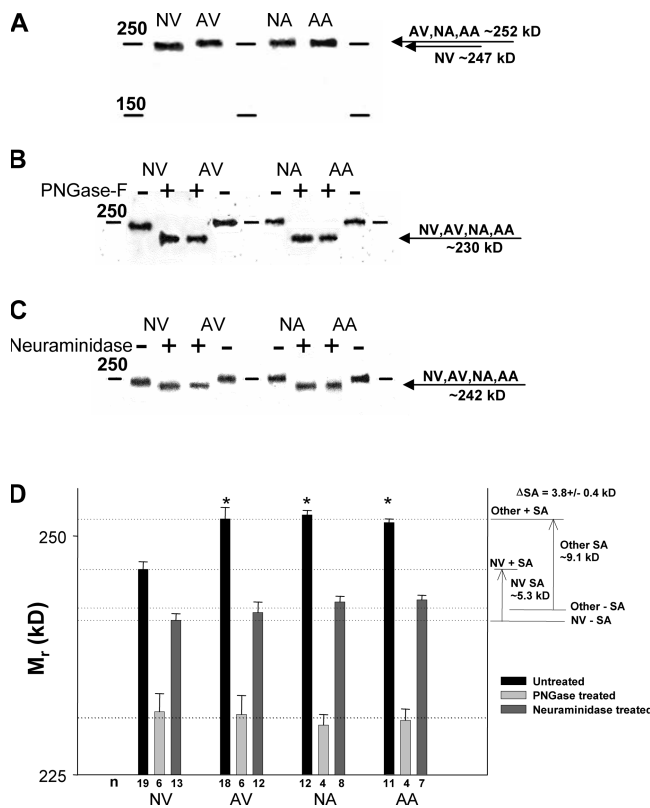 A
NV AV NA AA
250
AV,NA,AA ~252 kD
NV ~247 kD
150
B
NV AV NA AA
PNGase-F - + + - - + + -
250
NV,AV,NA,AA
~230 kD
C
NV AV NA AA
Neuraminidase - + + - - + + -
250
NV,AV,NA,AA
~242 kD
D
ΔSA = 3.8+/- 0.4 kD
* * *
Other + SA
250
Other SA
~9.1 kD
NV + SA
NV SA
~5.3 kD
Other - SA
NV - SA
Mr (kD)
Untreated
PNGase treated
Neuraminidase treated
225
n 19 6 13 18 6 12 12 4 8 11 4 7
NV AV NA AA